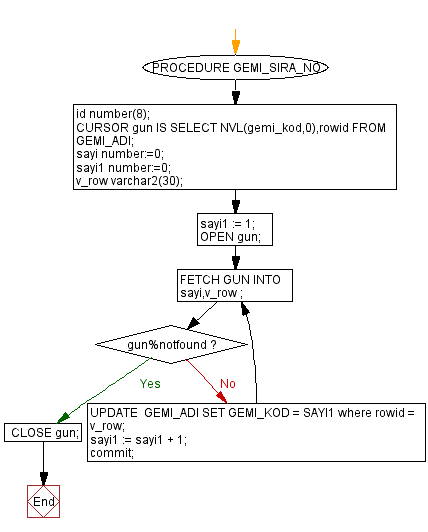 PROCEDURE GEMI_SIRA_NO
id number(8);
CURSOR gun IS SELECT NVL(gemi_kod,0),rowid FROM
GEMI_ADI;
sayi number:=0;
sayi1 number:=0;
v_row varchar2(30);
sayi1 := 1;
OPEN gun;
FETCH GUN INTO
sayi,v_row ;
gun%notfound ?
Yes
No
UPDATE  GEMI_ADI SET GEMI_KOD = SAYI1 where rowid =
v_row;
sayi1 := sayi1 + 1;
commit;
CLOSE gun;
End